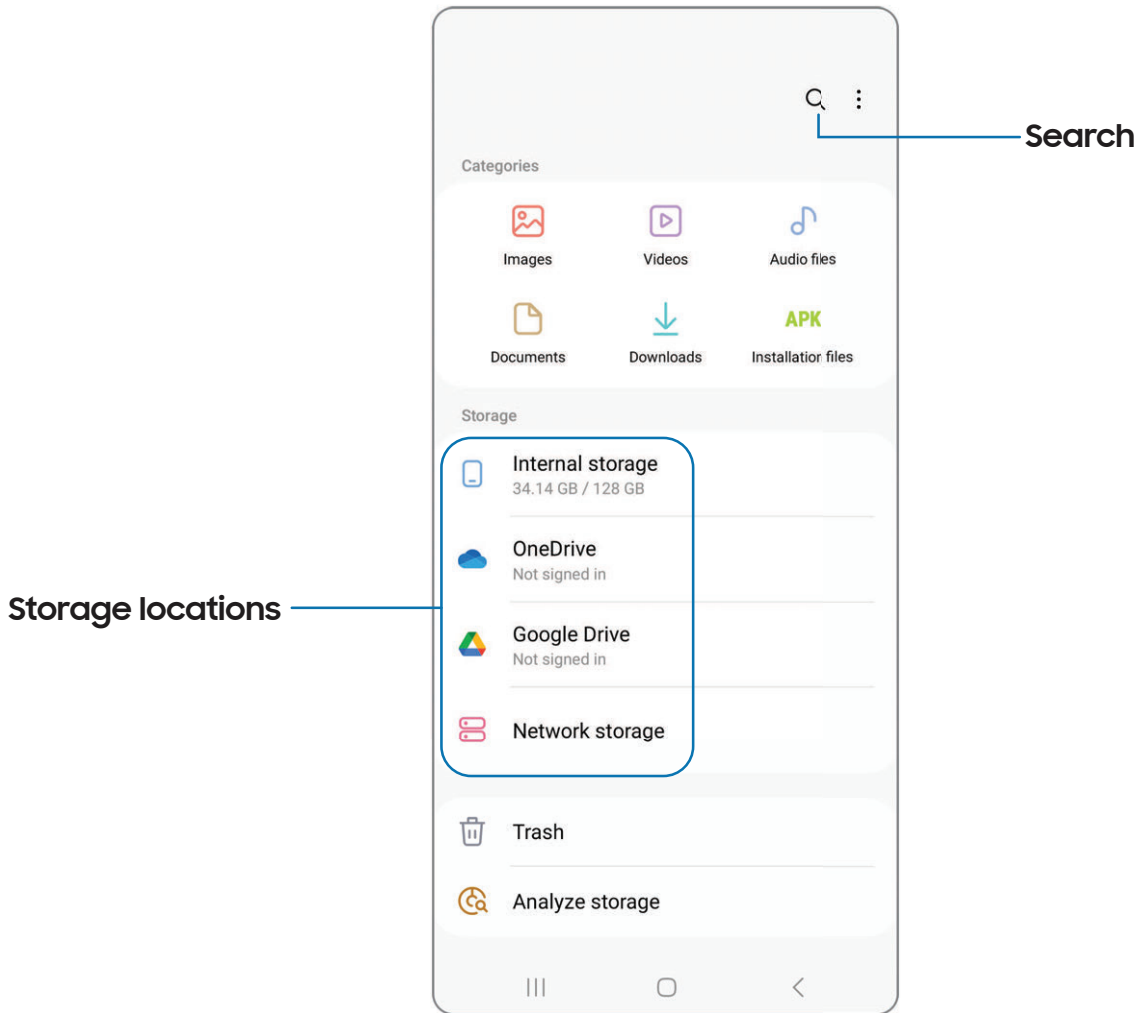 Search
Categories
Images Videos Audio files
APK
Documents Downloads Installation files
Storage
Internal storage
34.14 GB / 128 GB
OneDrive
Not signed in
Storage locations
Google Drive
Not signed in
Network storage
Trash
Analyze storage